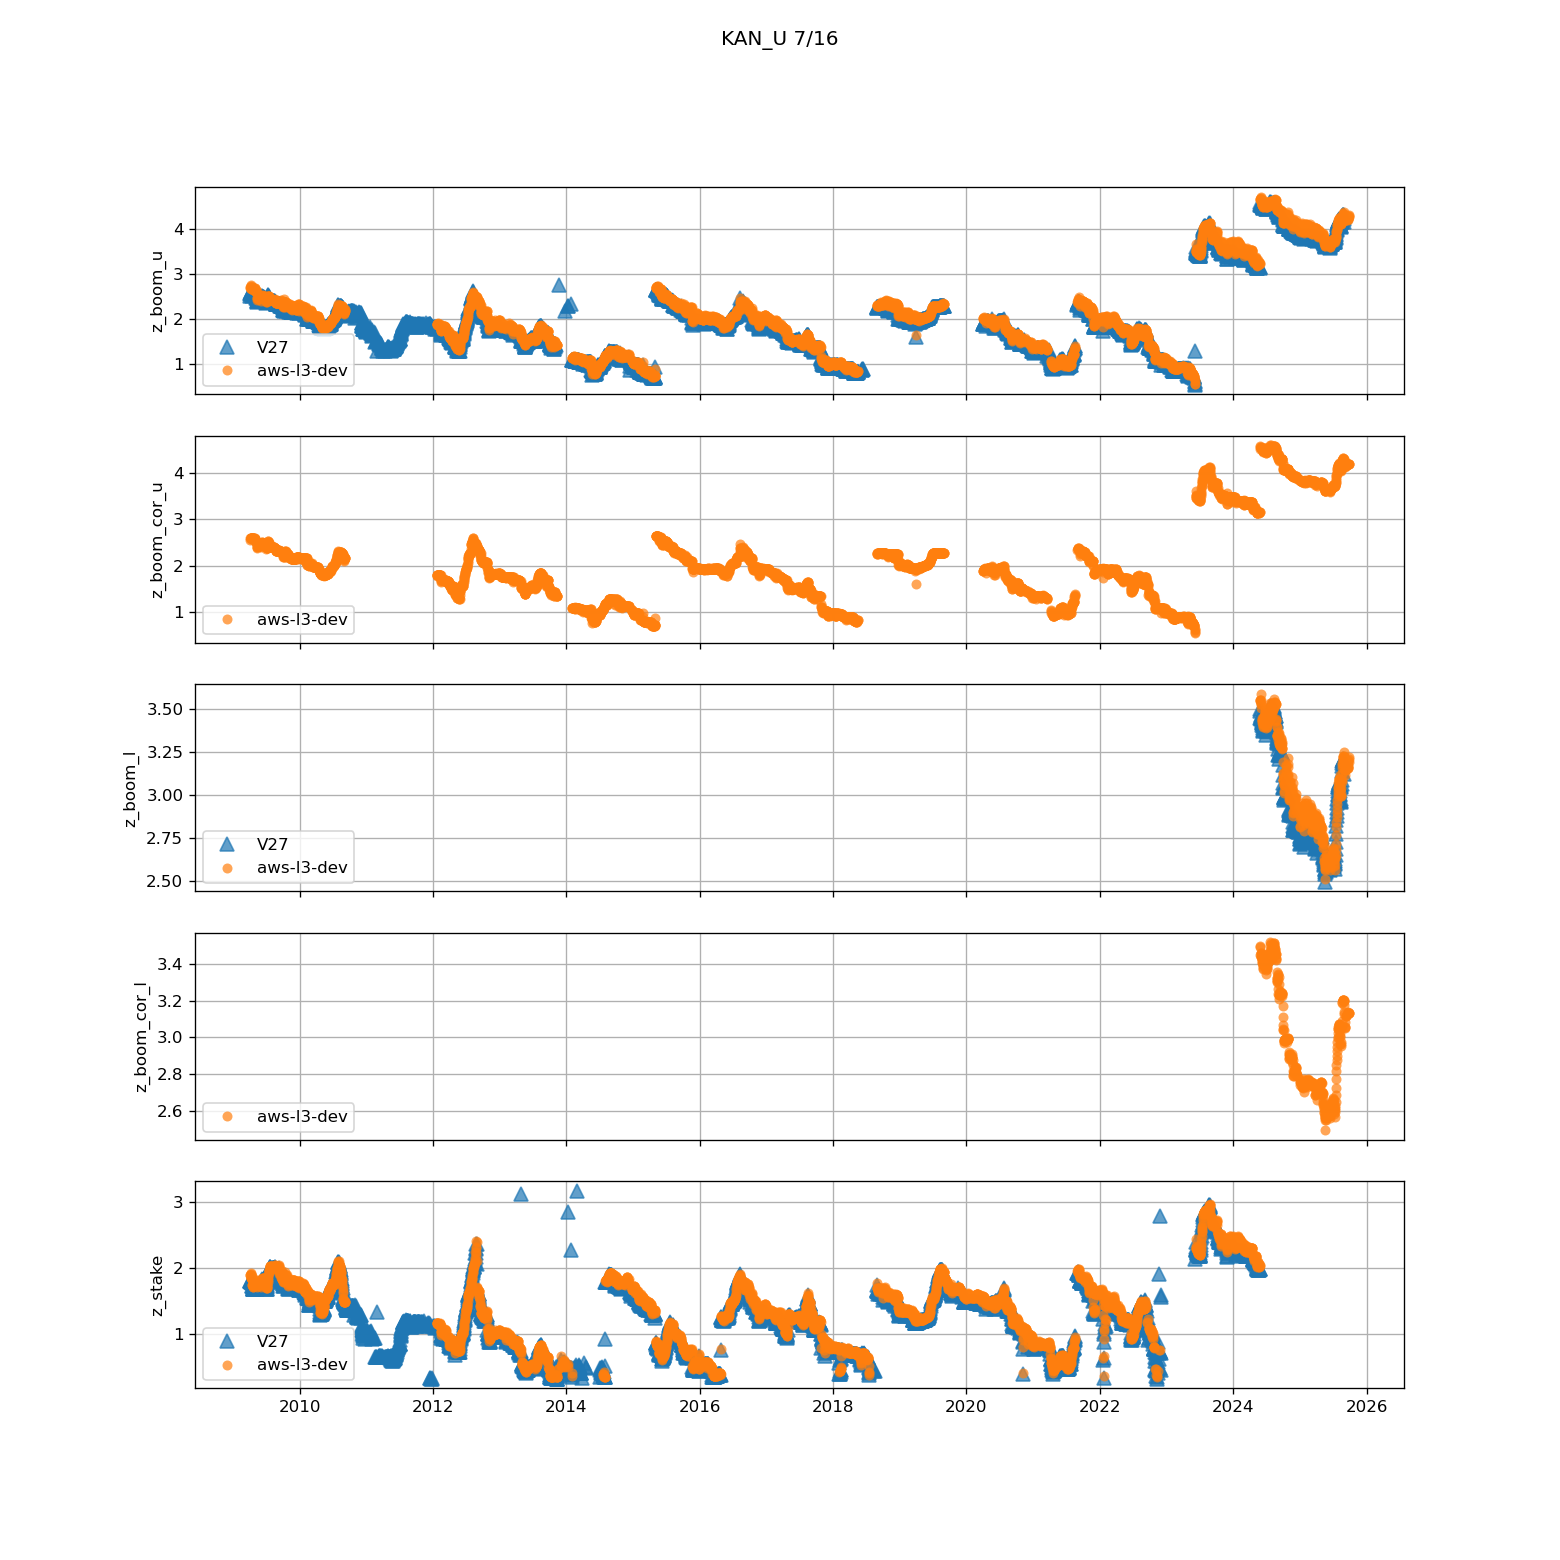 KAN_U 7/16
z_boom_u
4
3
2
1
V27
aws-l3-dev
z_boom_cor_u
4
3
2
1
aws-l3-dev
z_boom_l
3.50
3.25
3.00
2.75
2.50
V27
aws-l3-dev
z_boom_cor_l
3.4
3.2
3.0
2.8
2.6
aws-l3-dev
z_stake
3
2
1
V27
aws-l3-dev
2010 2012 2014 2016 2018 2020 2022 2024 2026